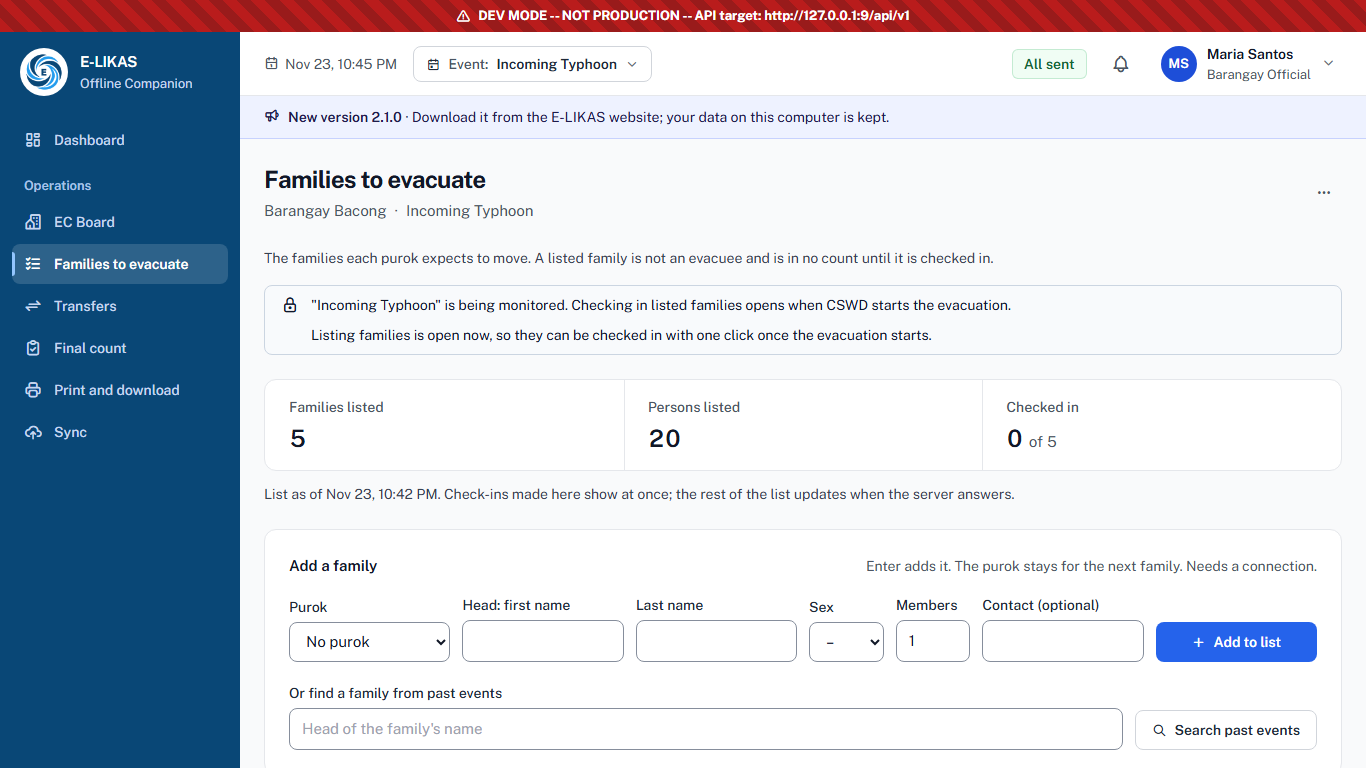 DEV MODE -- NOT PRODUCTION -- API target: http://127.0.0.1:9/api/v1
E-LIKAS
Offline Companion
Nov 23, 10:45 PM
Event: Incoming Typhoon
All sent
MS
Maria Santos
Barangay Official
New version 2.1.0 · Download it from the E-LIKAS website; your data on this computer is kept.
Dashboard
Operations
EC Board
Families to evacuate
Transfers
Final count
Print and download
Sync
Families to evacuate
...
Barangay Bacong · Incoming Typhoon
The families each purok expects to move. A listed family is not an evacuee and is in no count until it is checked in.
"Incoming Typhoon" is being monitored. Checking in listed families opens when CSWD starts the evacuation.
Listing families is open now, so they can be checked in with one click once the evacuation starts.
Families listed
5
Persons listed
20
Checked in
0 of 5
List as of Nov 23, 10:42 PM. Check-ins made here show at once; the rest of the list updates when the server answers.
Add a family
Enter adds it. The purok stays for the next family. Needs a connection.
Purok
Head: first name
Last name
Sex
Members
Contact (optional)
No purok
–
1
+ Add to list
Or find a family from past events
Head of the family's name
Search past events